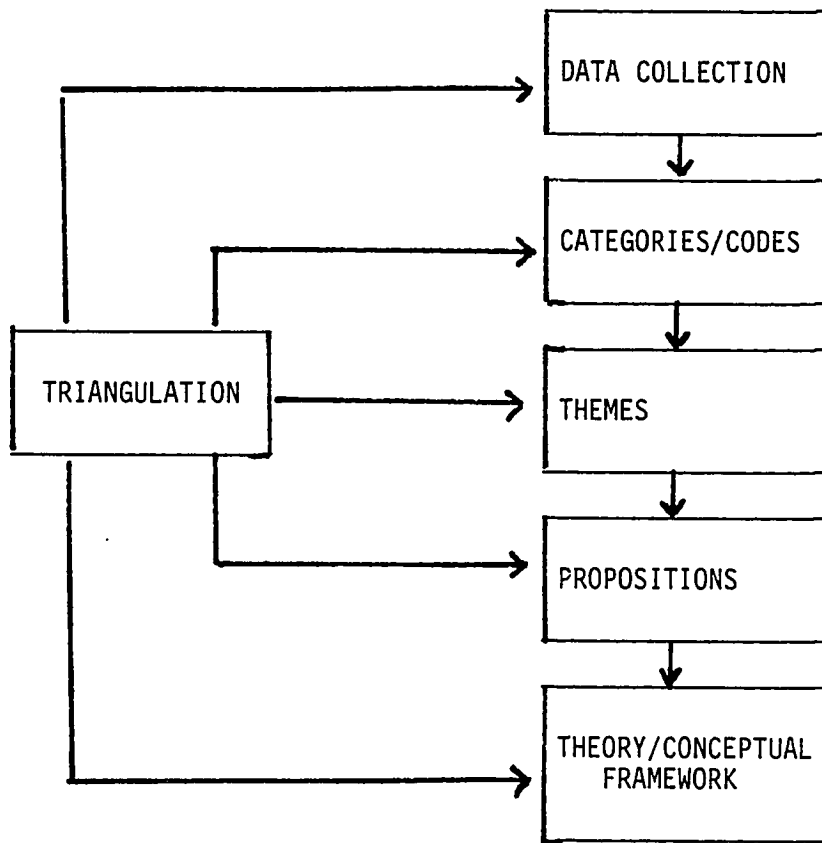 DATA COLLECTION
CATEGORIES/CODES
TRIANGULATION
THEMES
PROPOSITIONS
THEORY/CONCEPTUAL
FRAMEWORK